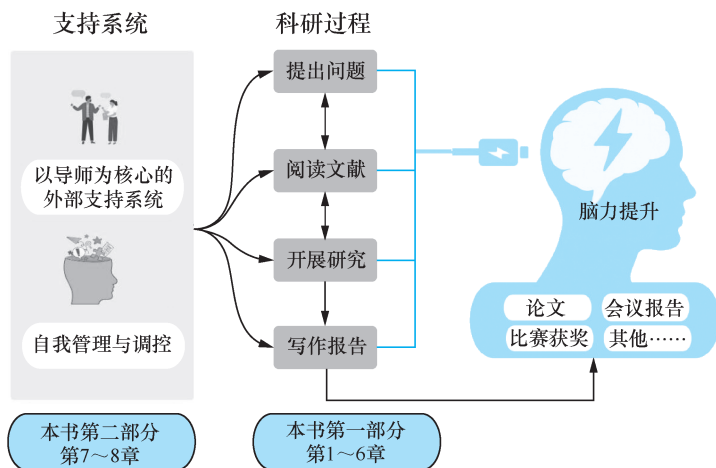 支持系统
科研过程
以导师为核心的
外部支持系统
自我管理与调控
提出问题
阅读文献
开展研究
写作报告
脑力提升
论文
会议报告
比赛获奖
其他……
本书第二部分
第7～8章
本书第一部分
第1～6章